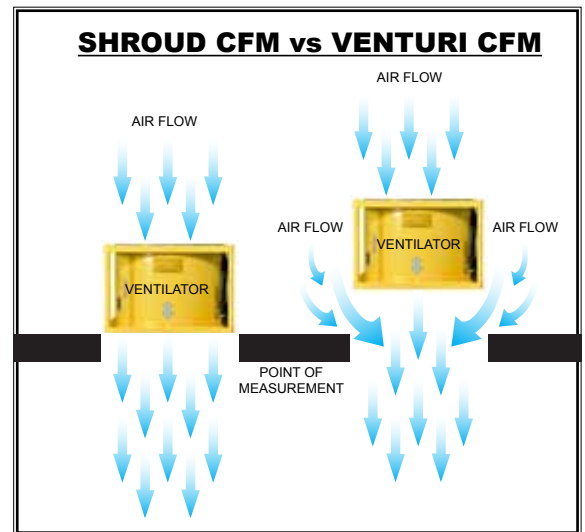 SHROUD CFM vs VENTURI CFM
AIR FLOW
AIR FLOW
AIR FLOW
AIR FLOW
VENTILATOR
VENTILATOR
POINT OF
MEASUREMENT